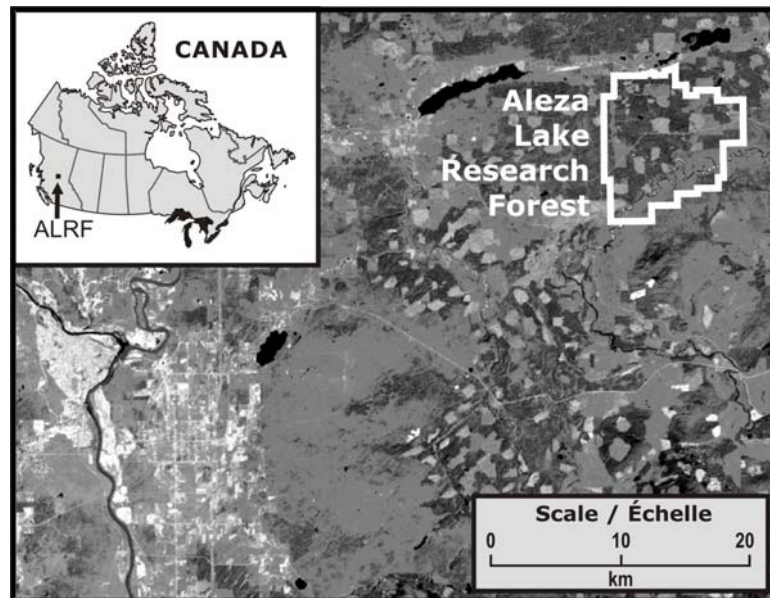 CANADA
ALRF
Aleza
Lake
Research
Forest
Scale / Échelle
0 10 20
km